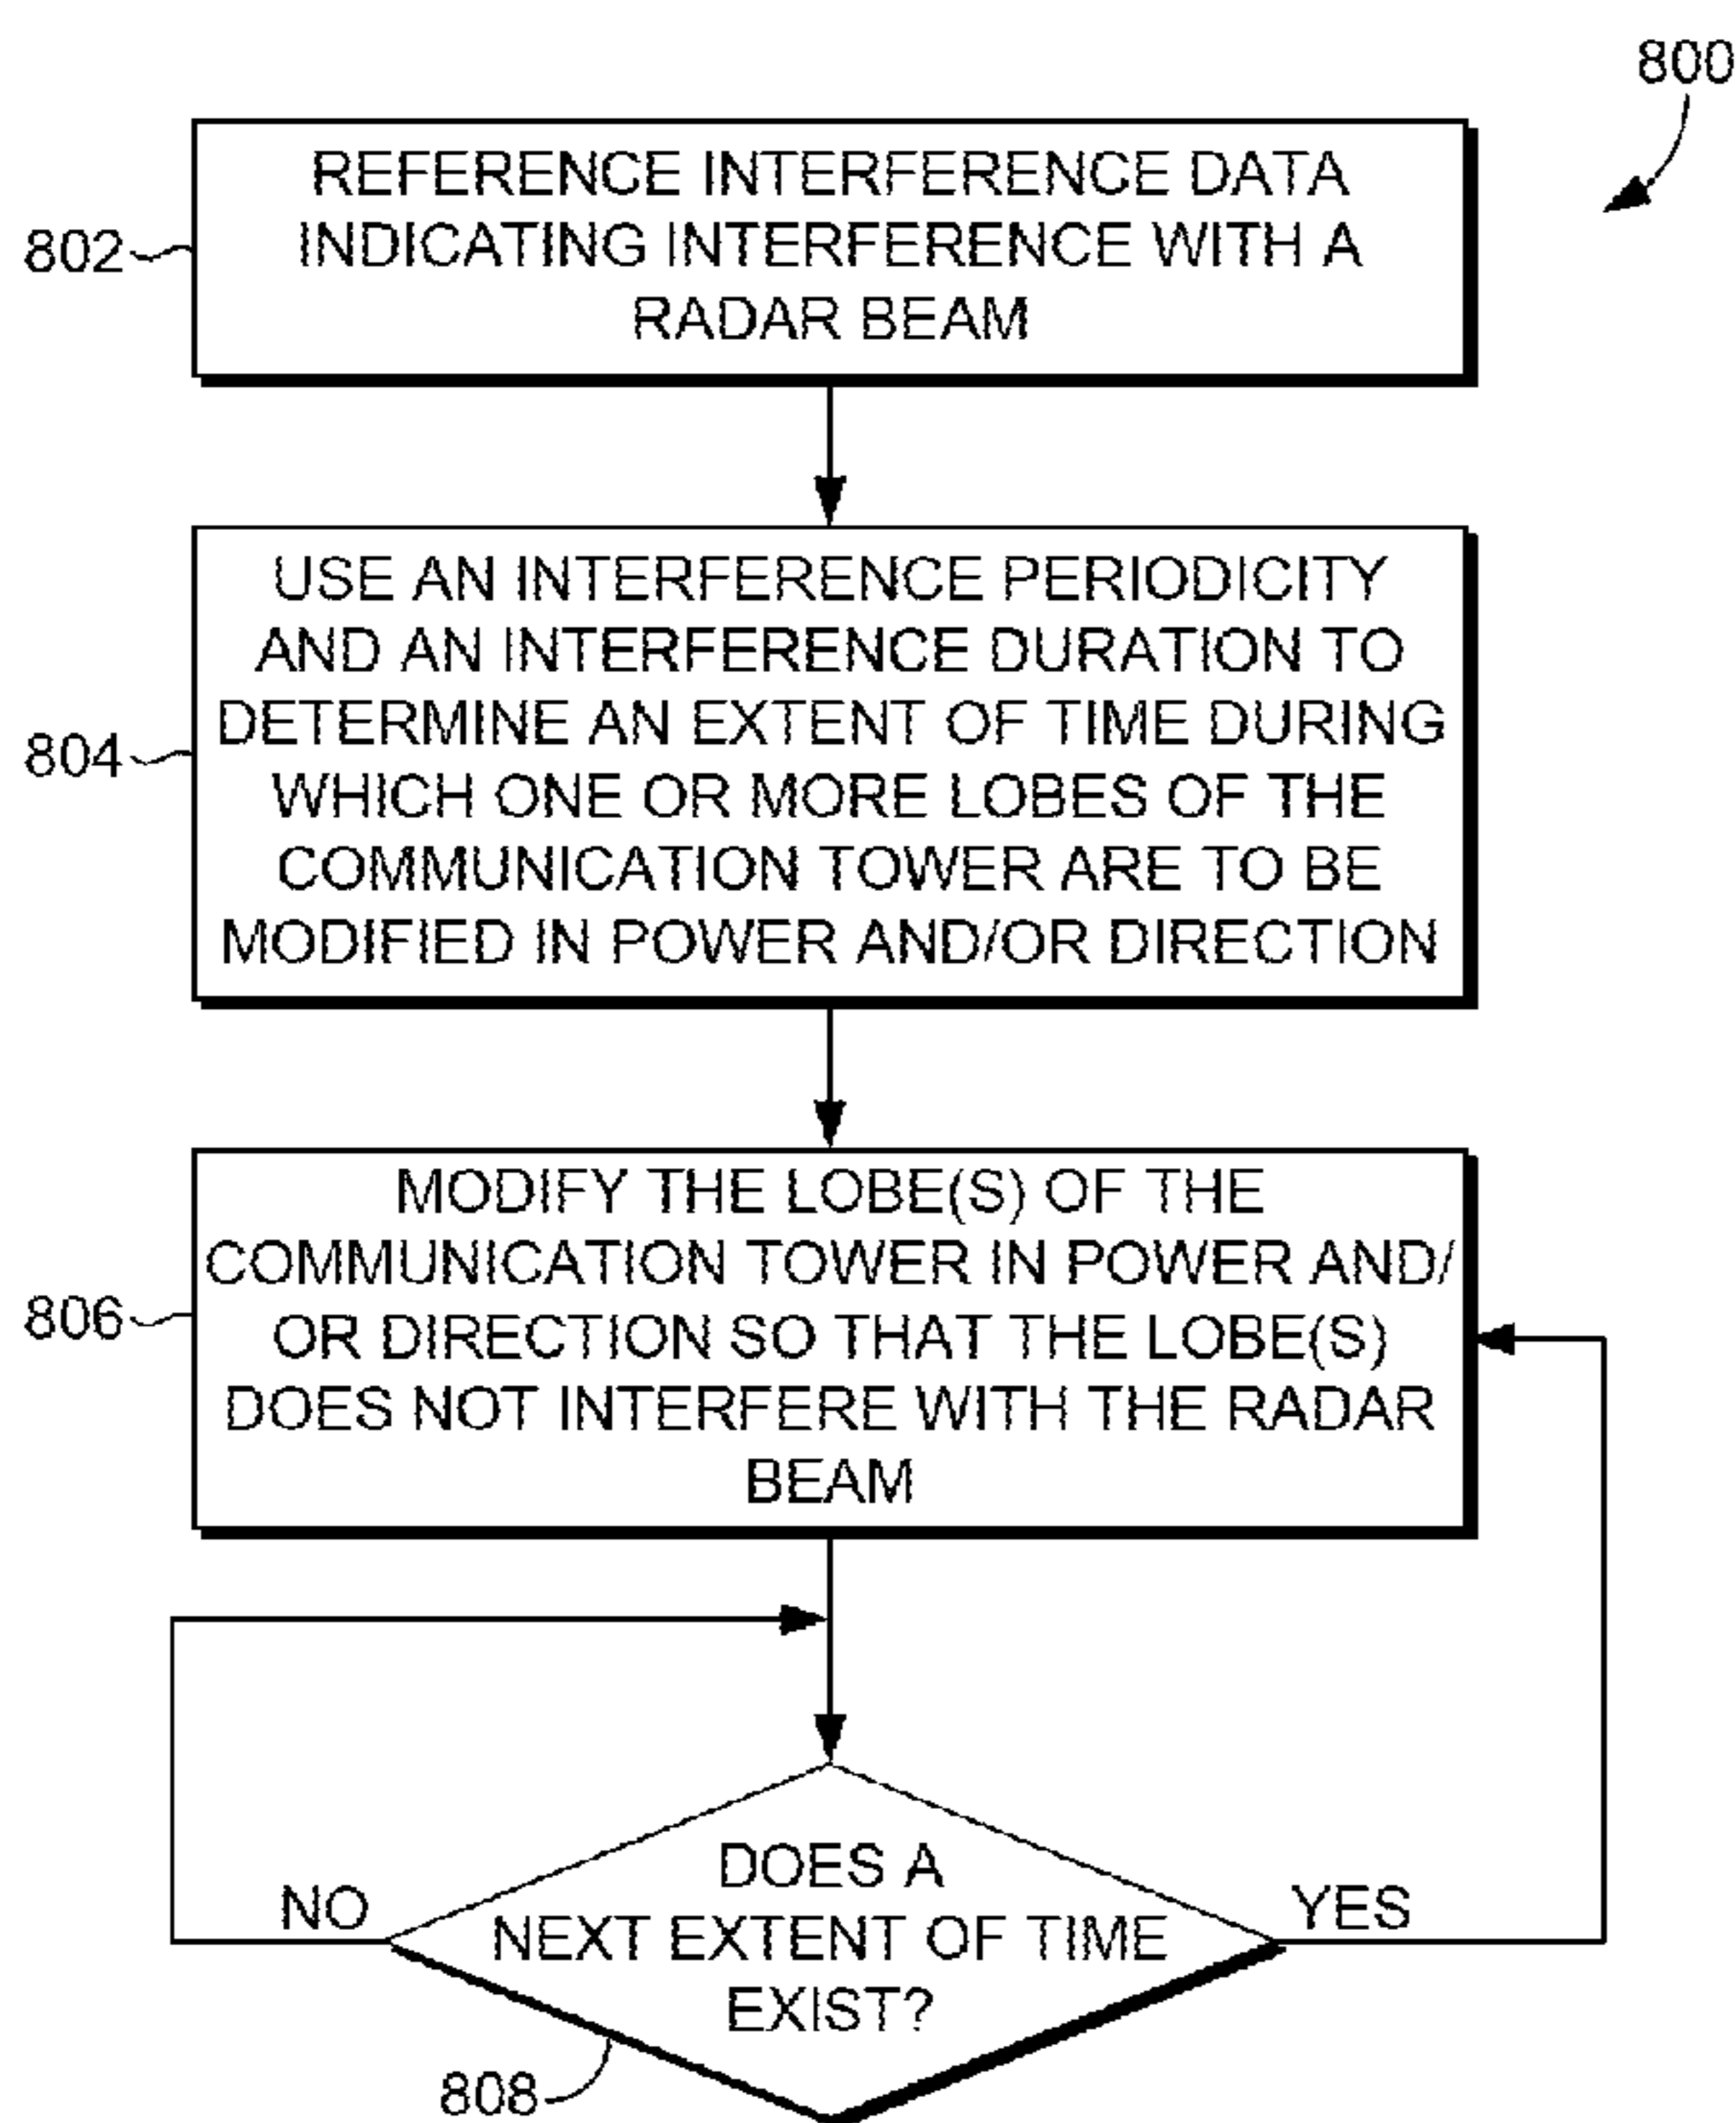 800
REFERENCE INTERFERENCE DATA
INDICATING INTERFERENCE WITH A
RADAR BEAM
802
USE AN INTERFERENCE PERIODICITY
AND AN INTERFERENCE DURATION TO
DETERMINE AN EXTENT OF TIME DURING
WHICH ONE OR MORE LOBES OF THE
COMMUNICATION TOWER ARE TO BE
MODIFIED IN POWER AND/OR DIRECTION
804
MODIFY THE LOBE(S) OF THE
COMMUNICATION TOWER IN POWER AND/
OR DIRECTION SO THAT THE LOBE(S)
DOES NOT INTERFERE WITH THE RADAR
BEAM
806
DOES A
NEXT EXTENT OF TIME
EXIST?
NO
YES
808